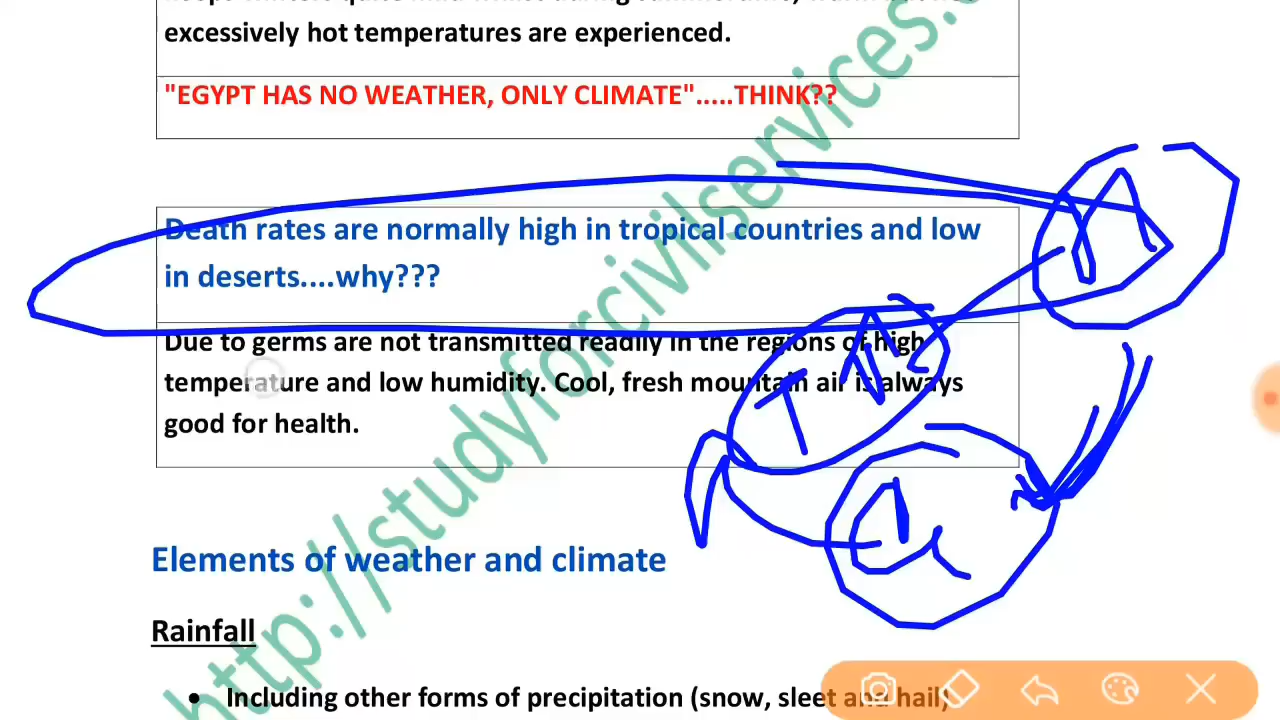 excessively hot temperatures are experienced.
"EGYPT HAS NO WEATHER, ONLY CLIMATE".....THINK??
Death rates are normally high in tropical countries and low
in deserts....why???
Due to germs are not transmitted readily in the regions of high
temperature and low humidity. Cool, fresh mountain air is always
good for health.
Elements of weather and climate
Rainfall
• Including other forms of precipitation (snow, sleet and hail)
http://studyforcivilservices.c